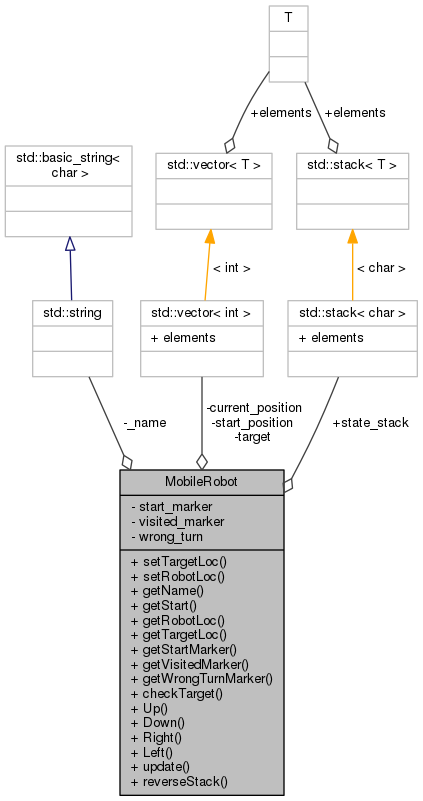 T
+elements
+elements
std::basic_string<
char >
std::vector< T >
std::stack< T >
< int >
< char >
std::string
std::vector< int >
+ elements
std::stack< char >
+ elements
-_name
-current_position
-start_position
-target
+state_stack
MobileRobot
- start_marker
- visited_marker
- wrong_turn
+ setTargetLoc()
+ setRobotLoc()
+ getName()
+ getStart()
+ getRobotLoc()
+ getTargetLoc()
+ getStartMarker()
+ getVisitedMarker()
+ getWrongTurnMarker()
+ checkTarget()
+ Up()
+ Down()
+ Right()
+ Left()
+ update()
+ reverseStack()